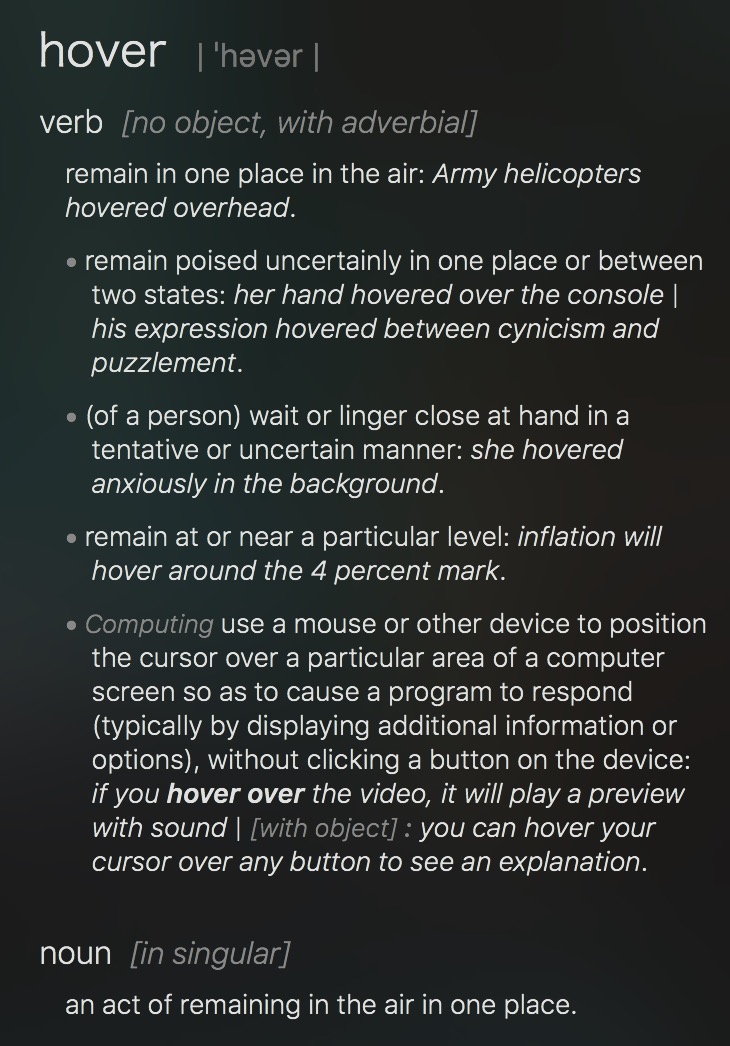 hover | ˈhəvər |
verb [no object, with adverbial]
remain in one place in the air: Army helicopters
hovered overhead.
• remain poised uncertainly in one place or between
two states: her hand hovered over the console |
his expression hovered between cynicism and
puzzlement.
• (of a person) wait or linger close at hand in a
tentative or uncertain manner: she hovered
anxiously in the background.
• remain at or near a particular level: inflation will
hover around the 4 percent mark.
• Computing use a mouse or other device to position
the cursor over a particular area of a computer
screen so as to cause a program to respond
(typically by displaying additional information or
options), without clicking a button on the device:
if you hover over the video, it will play a preview
with sound | [with object] : you can hover your
cursor over any button to see an explanation.
noun [in singular]
an act of remaining in the air in one place.